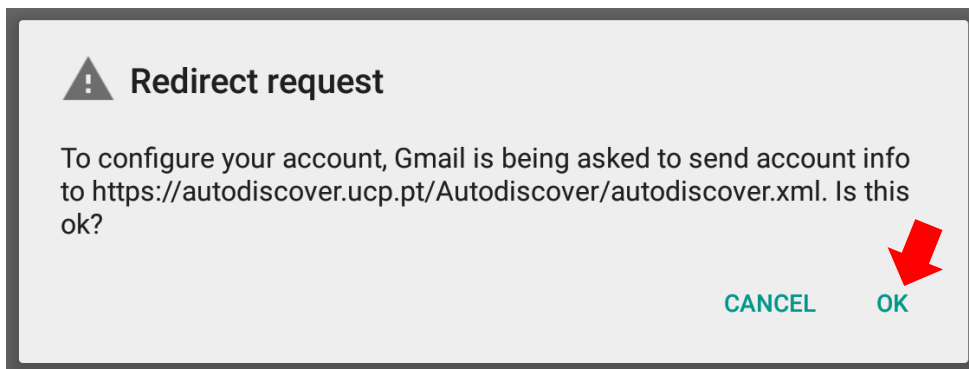 Redirect request
To configure your account, Gmail is being asked to send account info
to https://autodiscover.ucp.pt/Autodiscover/autodiscover.xml. Is this
ok?
CANCEL OK